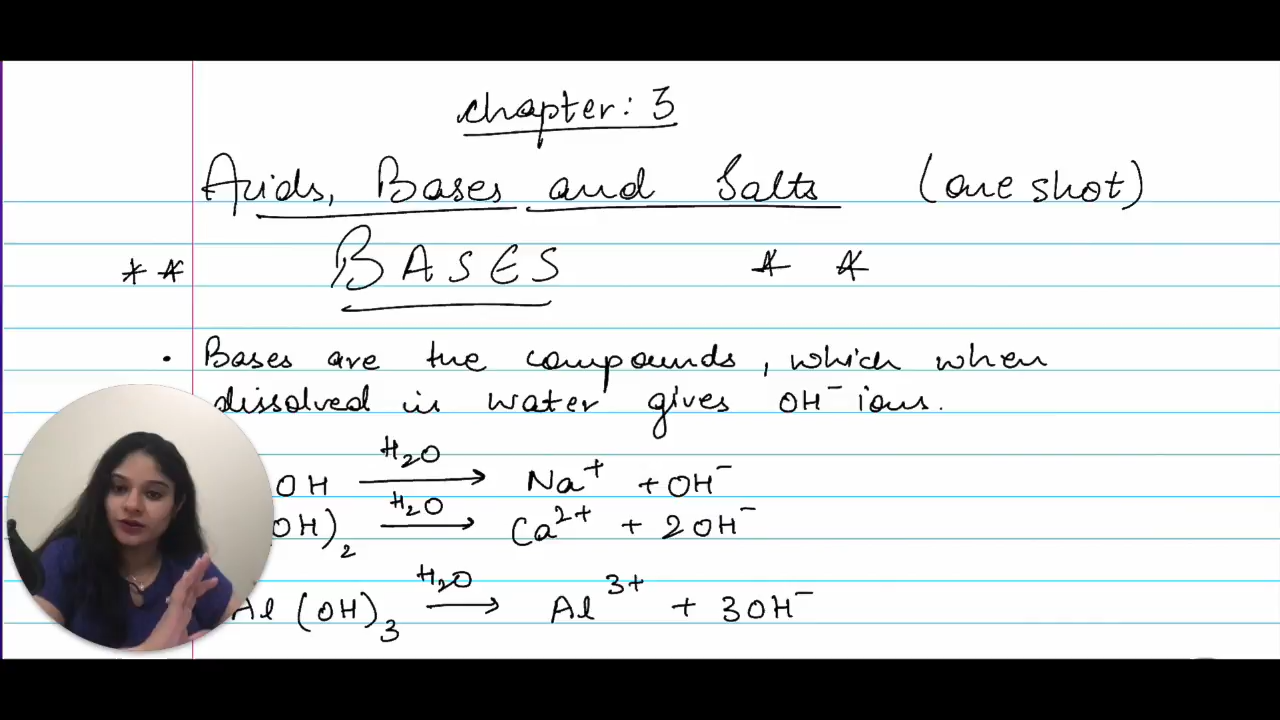 chapter: 3
Acids, Bases and Salts (one shot)
** BASES * *
• Bases are the compounds, which when
dissolved in water gives OH⁻ ions.
OH H₂O → Na⁺ + OH⁻
OH)₂ H₂O → Ca²⁺ + 2OH⁻
Al(OH)₃ H₂O → Al³⁺ + 3OH⁻